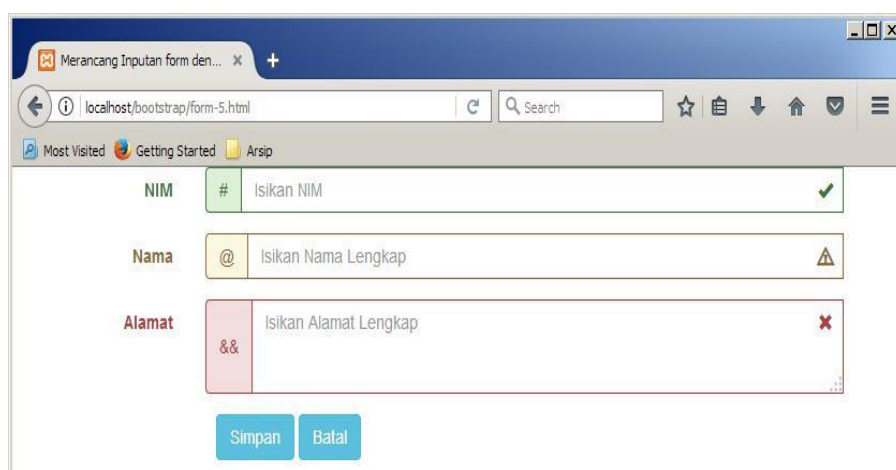 Merancang Inputan form den...
localhost/bootstrap/form-5.html
Search
Most Visited Getting Started Arsip
NIM # Isikan NIM
Nama @ Isikan Nama Lengkap
Alamat && Isikan Alamat Lengkap
Simpan Batal